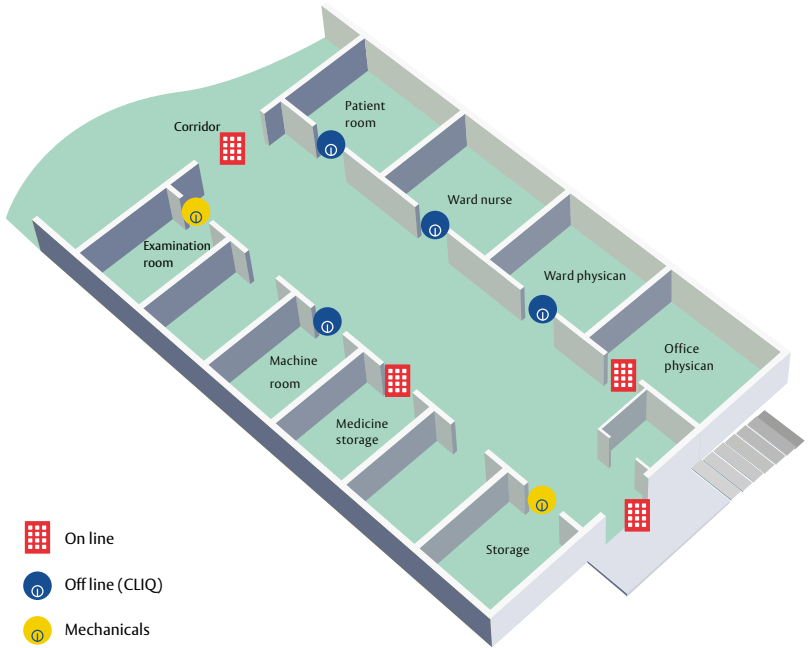 Patient
room
Corridor
Ward nurse
Examination
room
Ward physican
Office
physican
Machine
room
Medicine
storage
Storage
On line
Off line (CLIQ)
Mechanicals